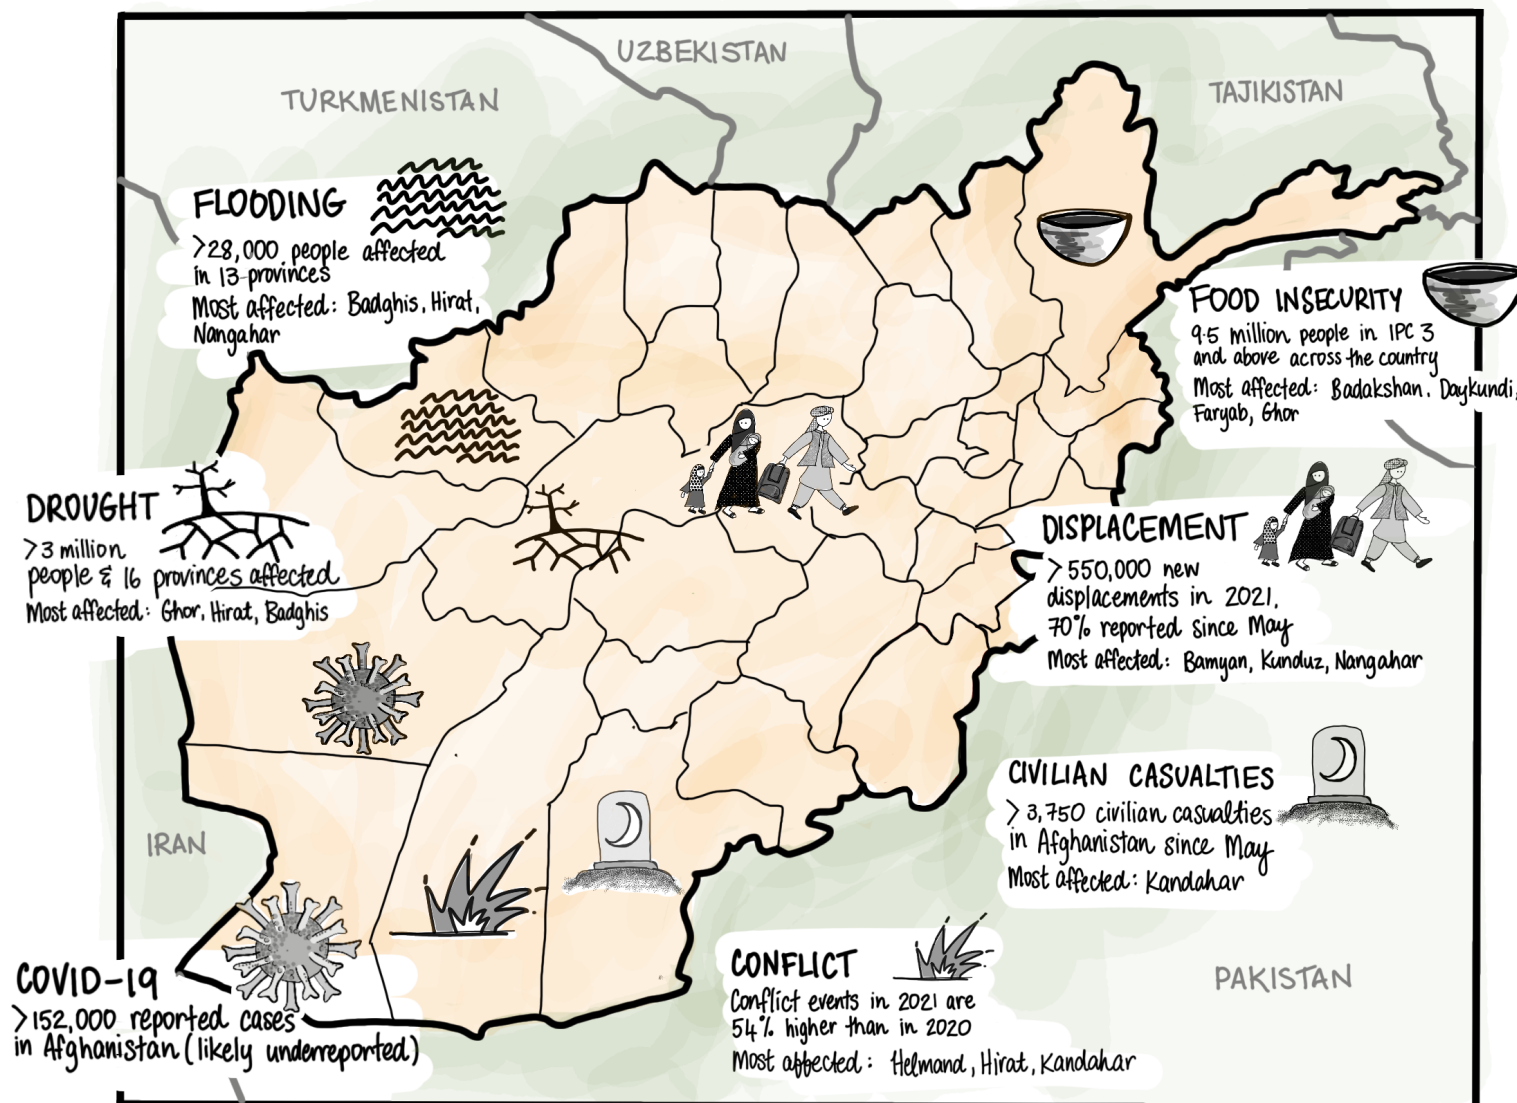 UZBEKISTAN
TURKMENISTAN
TAJIKISTAN
FLOODING
>28,000 people affected
in 13 provinces
Most affected: Badghis, Hirat,
Nangahar
FOOD INSECURITY
9.5 million people in IPC 3
and above across the country
Most affected: Badakshan, Daykundi,
Faryab, Ghor
DROUGHT
>3 million
people & 16 provinces affected
Most affected: Ghor, Hirat, Badghis
DISPLACEMENT
>550,000 new
displacements in 2021,
70% reported since May
Most affected: Bamyan, Kunduz, Nangahar
CIVILIAN CASUALTIES
>3,750 civilian casualties
in Afghanistan since May
Most affected: Kandahar
IRAN
COVID-19
>152,000 reported cases
in Afghanistan (likely underreported)
CONFLICT
Conflict events in 2021 are
54% higher than in 2020
Most affected: Helmand, Hirat, Kandahar
PAKISTAN